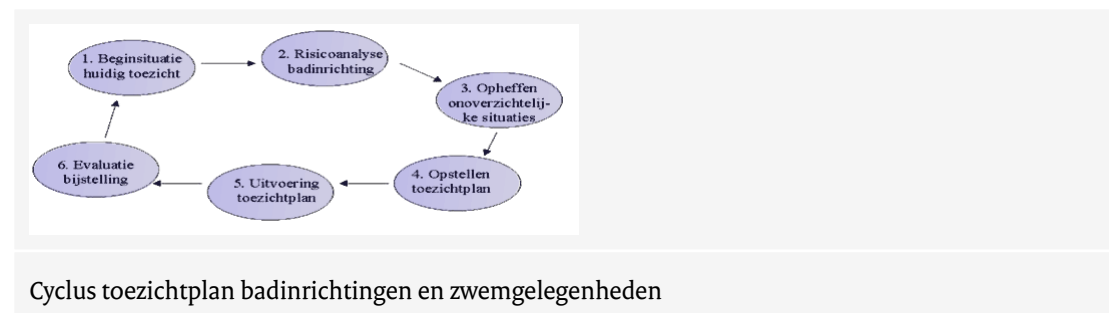 1. Beginsituatie
huidig toezicht
2. Risicoanalyse
badinrichting
3. Opheffen
onoverzichtelij-
ke situaties
4. Opstellen
toezichtplan
5. Uitvoering
toezichtplan
6. Evaluatie
bijstelling
Cyclus toezichtplan badinrichtingen en zwemgelegenheden